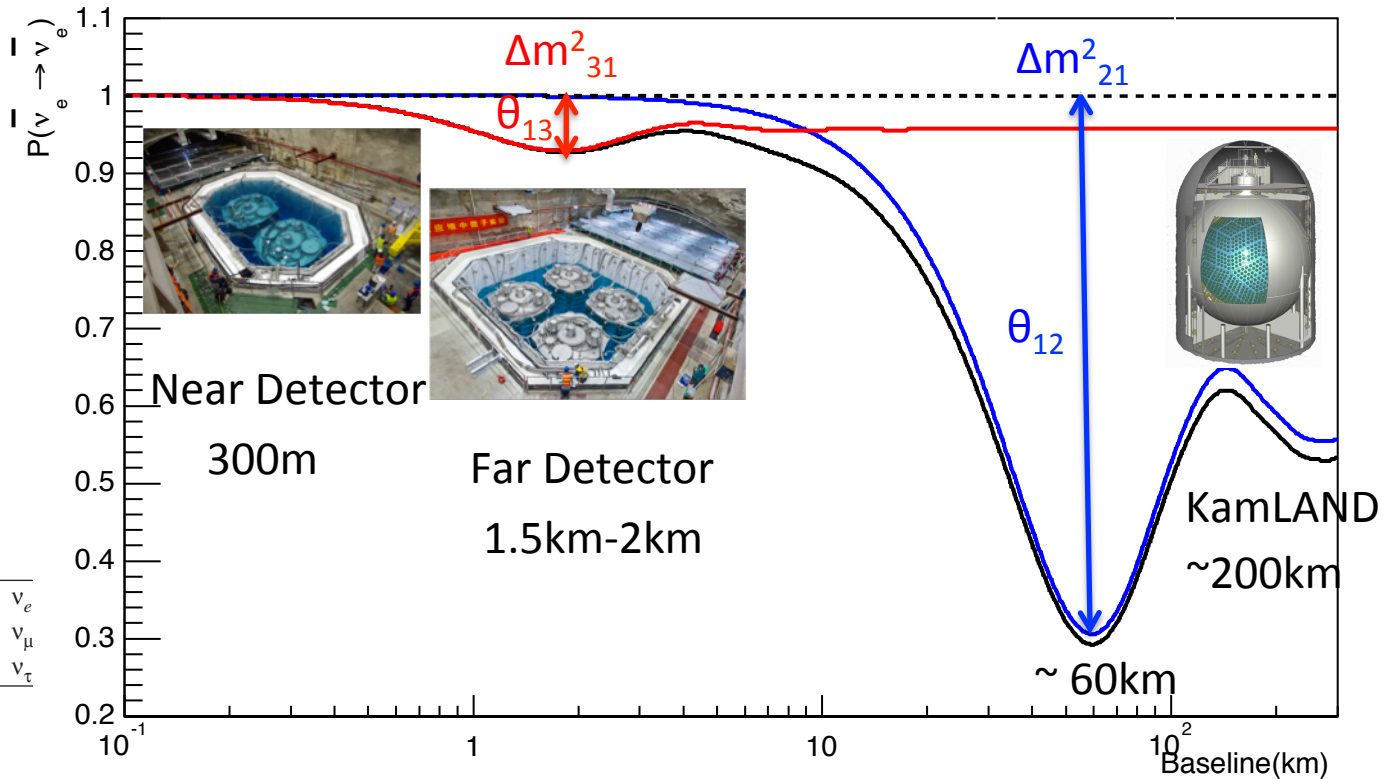 P(ν̅e → ν̅e)
1.1
1
0.9
0.8
0.7
0.6
0.5
0.4
0.3
0.2
Δm²₃₁
θ₁₃
Δm²₂₁
θ₁₂
Near Detector
300m
Far Detector
1.5km-2km
KamLAND
~200km
~ 60km
νe
νμ
ντ
10⁻¹
1
10
10²
Baseline(km)